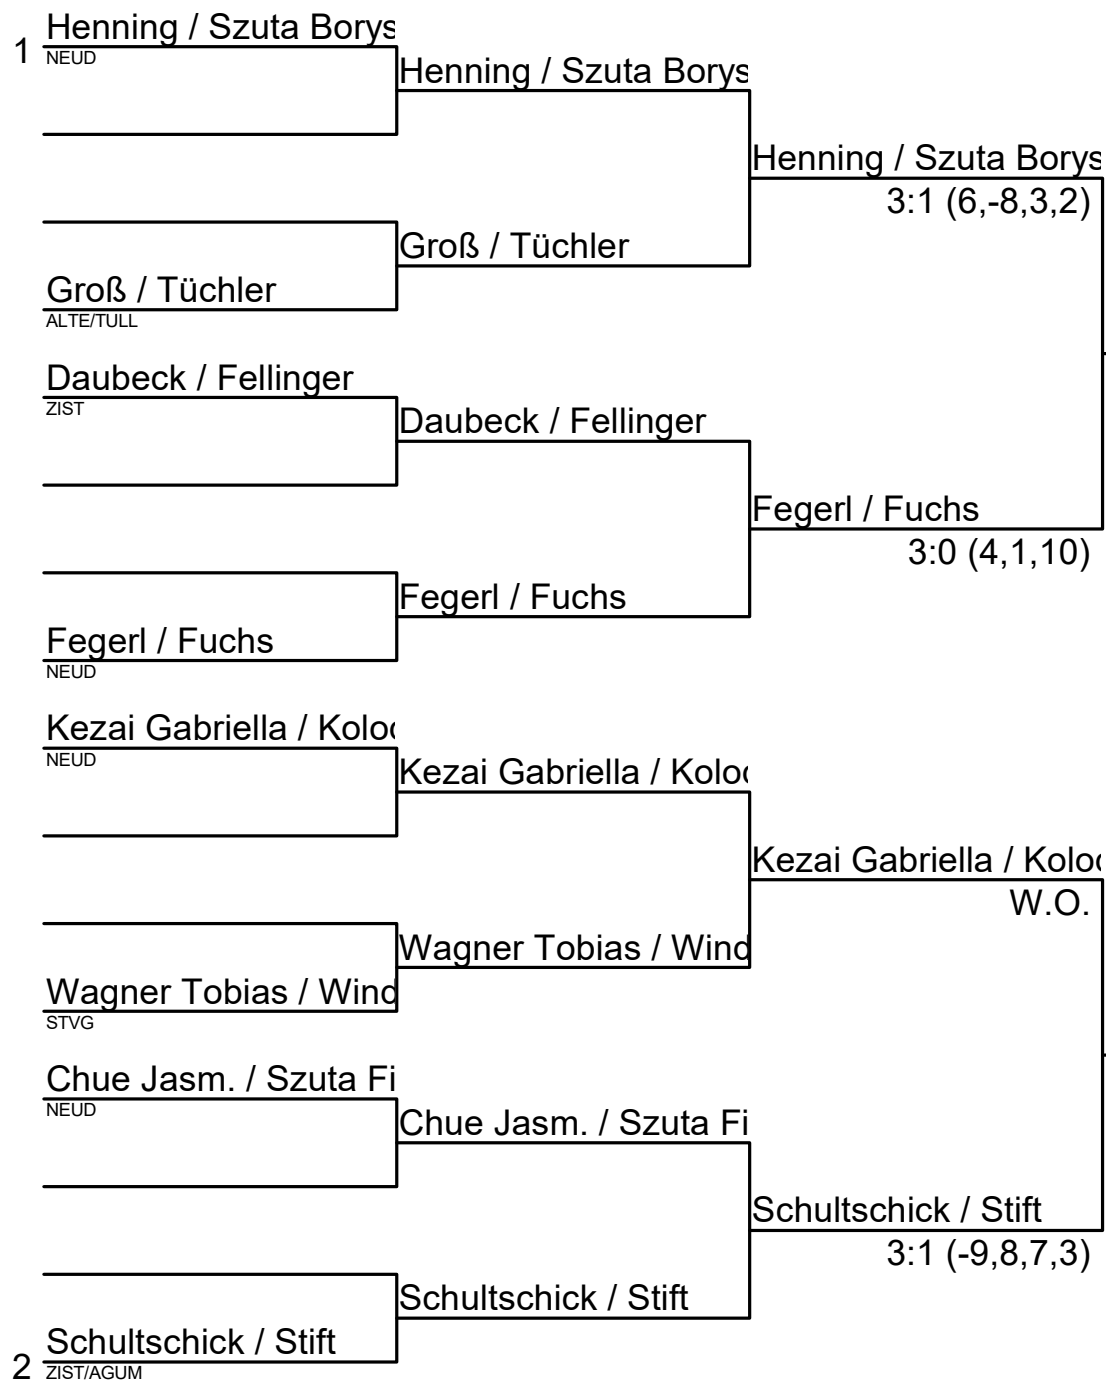 Henning / Szuta Borys
1
NEUD
Henning / Szuta Borys
Henning / Szuta Borys
3:1 (6,-8,3,2)
Groß / Tüchler
Groß / Tüchler
ALTE/TULL
Daubeck / Fellinger
ZIST
Daubeck / Fellinger
Fegerl / Fuchs
3:0 (4,1,10)
Fegerl / Fuchs
Fegerl / Fuchs
NEUD
Kezai Gabriella / Koloc
NEUD
Kezai Gabriella / Koloc
Kezai Gabriella / Koloc
W.O.
Wagner Tobias / Wind
Wagner Tobias / Wind
STVG
Chue Jasm. / Szuta Fi
NEUD
Chue Jasm. / Szuta Fi
Schultschick / Stift
3:1 (-9,8,7,3)
Schultschick / Stift
Schultschick / Stift
2
ZIST/AGUM